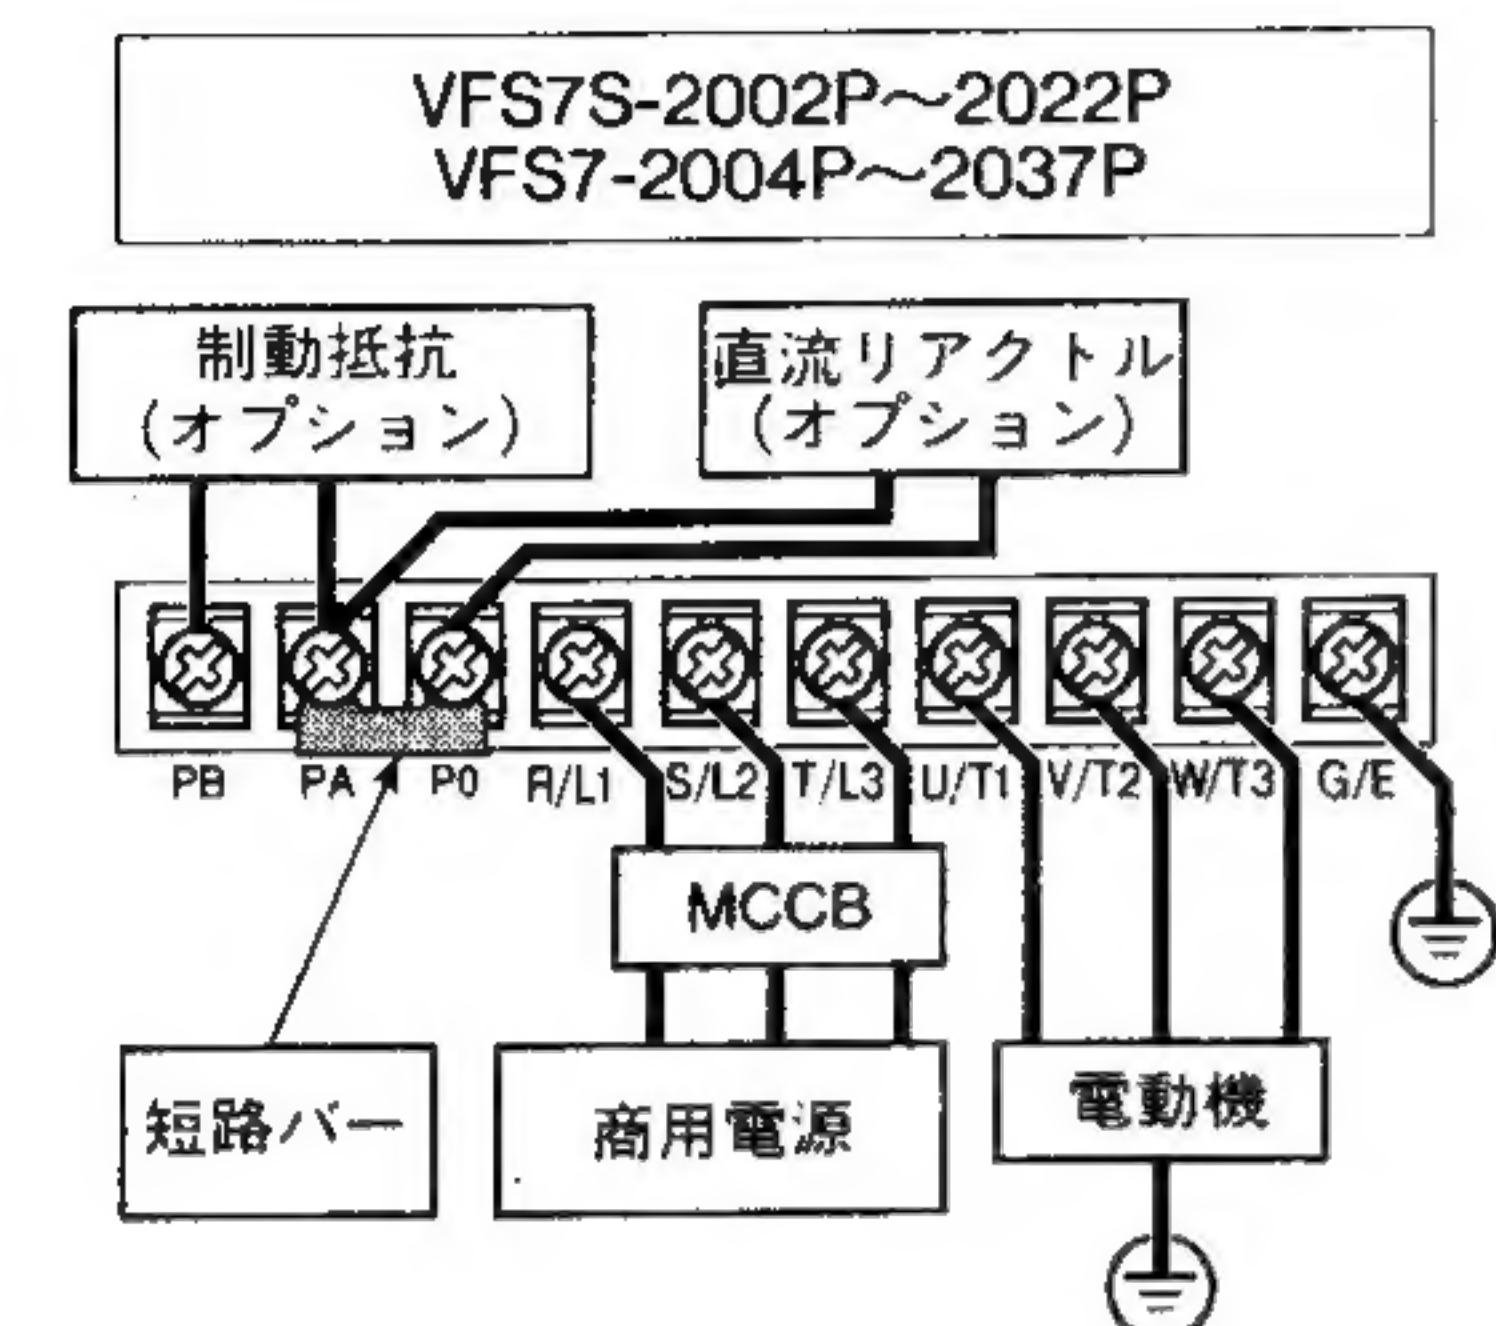 VFS7S-2002P～2022P
VFS7-2004P～2037P
制動抵抗
(オプション)
直流リアクトル
(オプション)
PB PA P0 R/L1 S/L2 T/L3 U/T1 V/T2 W/T3 G/E
MCCB
短路バー
商用電源
電動機